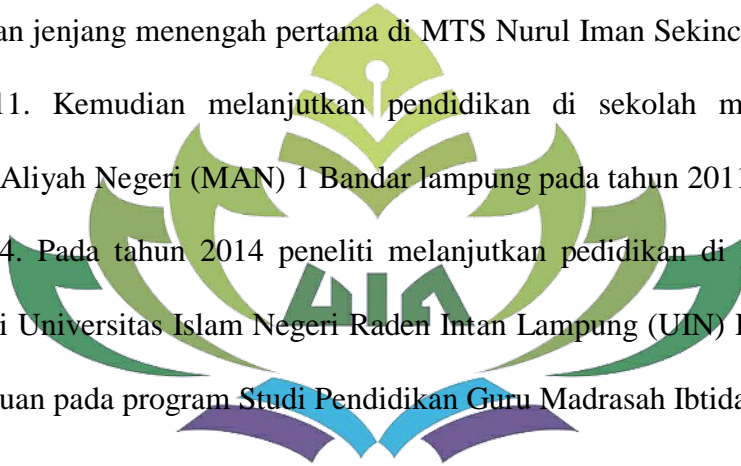 an jenjang menengah pertama di MTS Nurul Iman Sekinc
11. Kemudian melanjutkan pendidikan di sekolah m
Aliyah Negeri (MAN) 1 Bandar lampung pada tahun 2011
4. Pada tahun 2014 peneliti melanjutkan pedidikan di
i Universitas Islam Negeri Raden Intan Lampung (UIN)
uan pada program Studi Pendidikan Guru Madrasah Ibtida